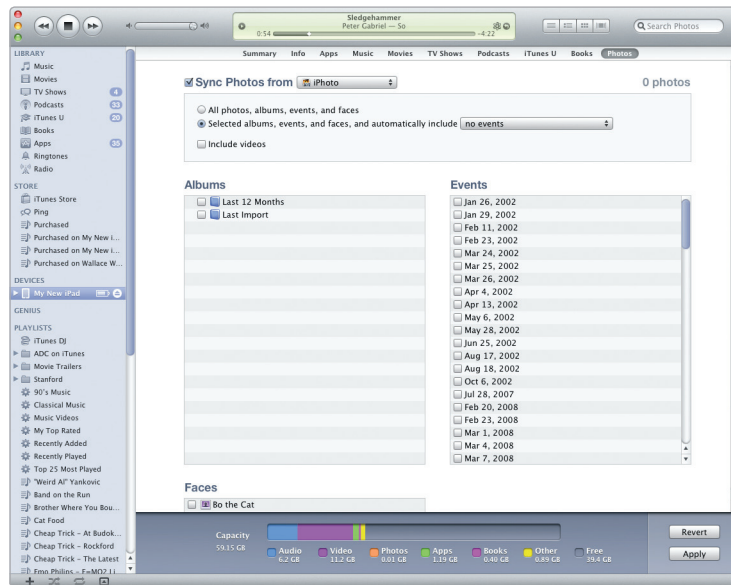 Sledgehammer
Peter Gabriel — So
0:54
-4:22
Search Photos
LIBRARY
Music
Movies
TV Shows 4
Podcasts 33
iTunes U 20
Books
Apps
Ringtones
Radio
STORE
iTunes Store
Ping
Purchased
Purchased on My New i...
Purchased on My New i...
Purchased on Wallace W...
DEVICES
My New iPad
GENIUS
PLAYLISTS
iTunes DJ
ADC on iTunes
Movie Trailers
Stanford
90's Music
Classical Music
Music Videos
My Top Rated
Recently Added
Recently Played
Top 25 Most Played
"Weird Al" Yankovic
Band on the Run
Brother Where You Bou...
Cat Food
Cheap Trick – At Budok...
Cheap Trick – Rockford
Cheap Trick – The Latest
Emo Philips – E=MO2 Li
Summary Info Apps Music Movies TV Shows Podcasts iTunes U Books Photos
Sync Photos from iPhoto 0 photos
All photos, albums, events, and faces
Selected albums, events, and faces, and automatically include no events
Include videos
Albums
Last 12 Months
Last Import
Events
Jan 26, 2002
Jan 29, 2002
Feb 11, 2002
Feb 23, 2002
Mar 24, 2002
Mar 25, 2002
Mar 26, 2002
Apr 4, 2002
Apr 13, 2002
May 6, 2002
May 28, 2002
Jun 25, 2002
Aug 17, 2002
Aug 18, 2002
Oct 6, 2002
Jul 28, 2007
Feb 20, 2008
Feb 23, 2008
Mar 1, 2008
Mar 4, 2008
Mar 7, 2008
Faces
Bo the Cat
Capacity
59.15 GB
Audio Video Photos Apps Books Other Free
6.2 GB 11.2 GB 0.01 GB 1.19 GB 0.40 GB 0.89 GB 39.4 GB
Revert
Apply